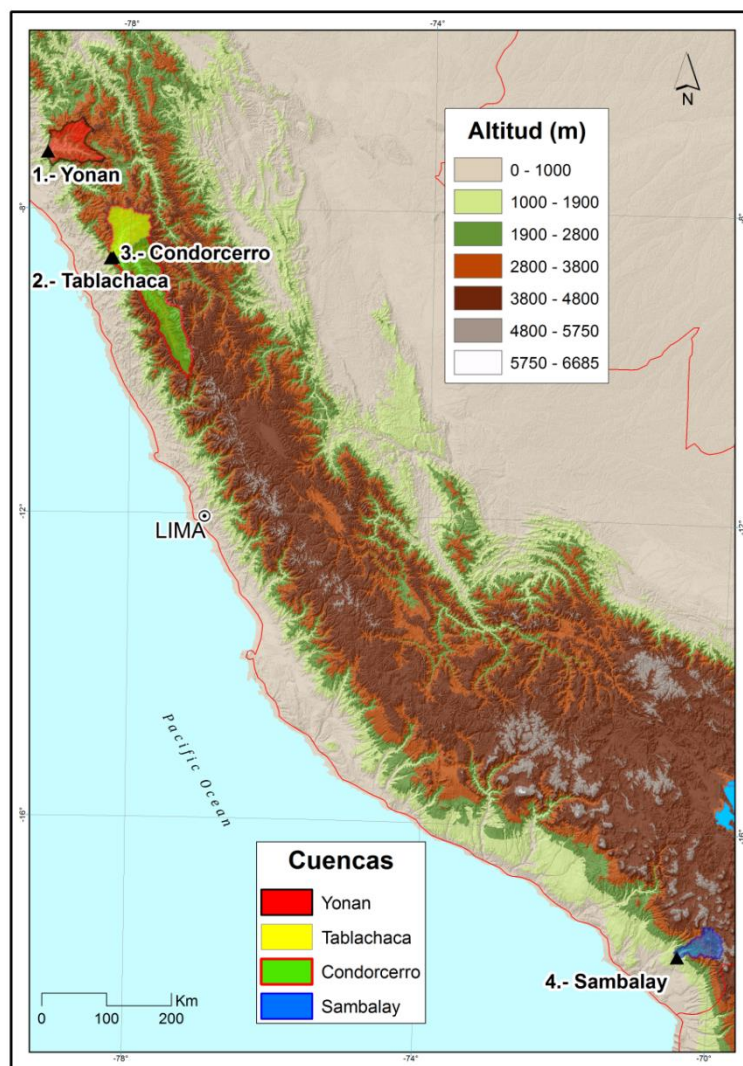 -78°
-74°
N
Altitud (m)
0 - 1000
1000 - 1900
1900 - 2800
2800 - 3800
3800 - 4800
4800 - 5750
5750 - 6685
1.- Yonan
-8°
-8°
3.- Condorcerro
2.- Tablachaca
-12°
-12°
LIMA
Pacific Ocean
-16°
-16°
Cuencas
Yonan
Tablachaca
Condorcerro
Sambalay
4.- Sambalay
Km
0 100 200
-78°
-74°
-70°